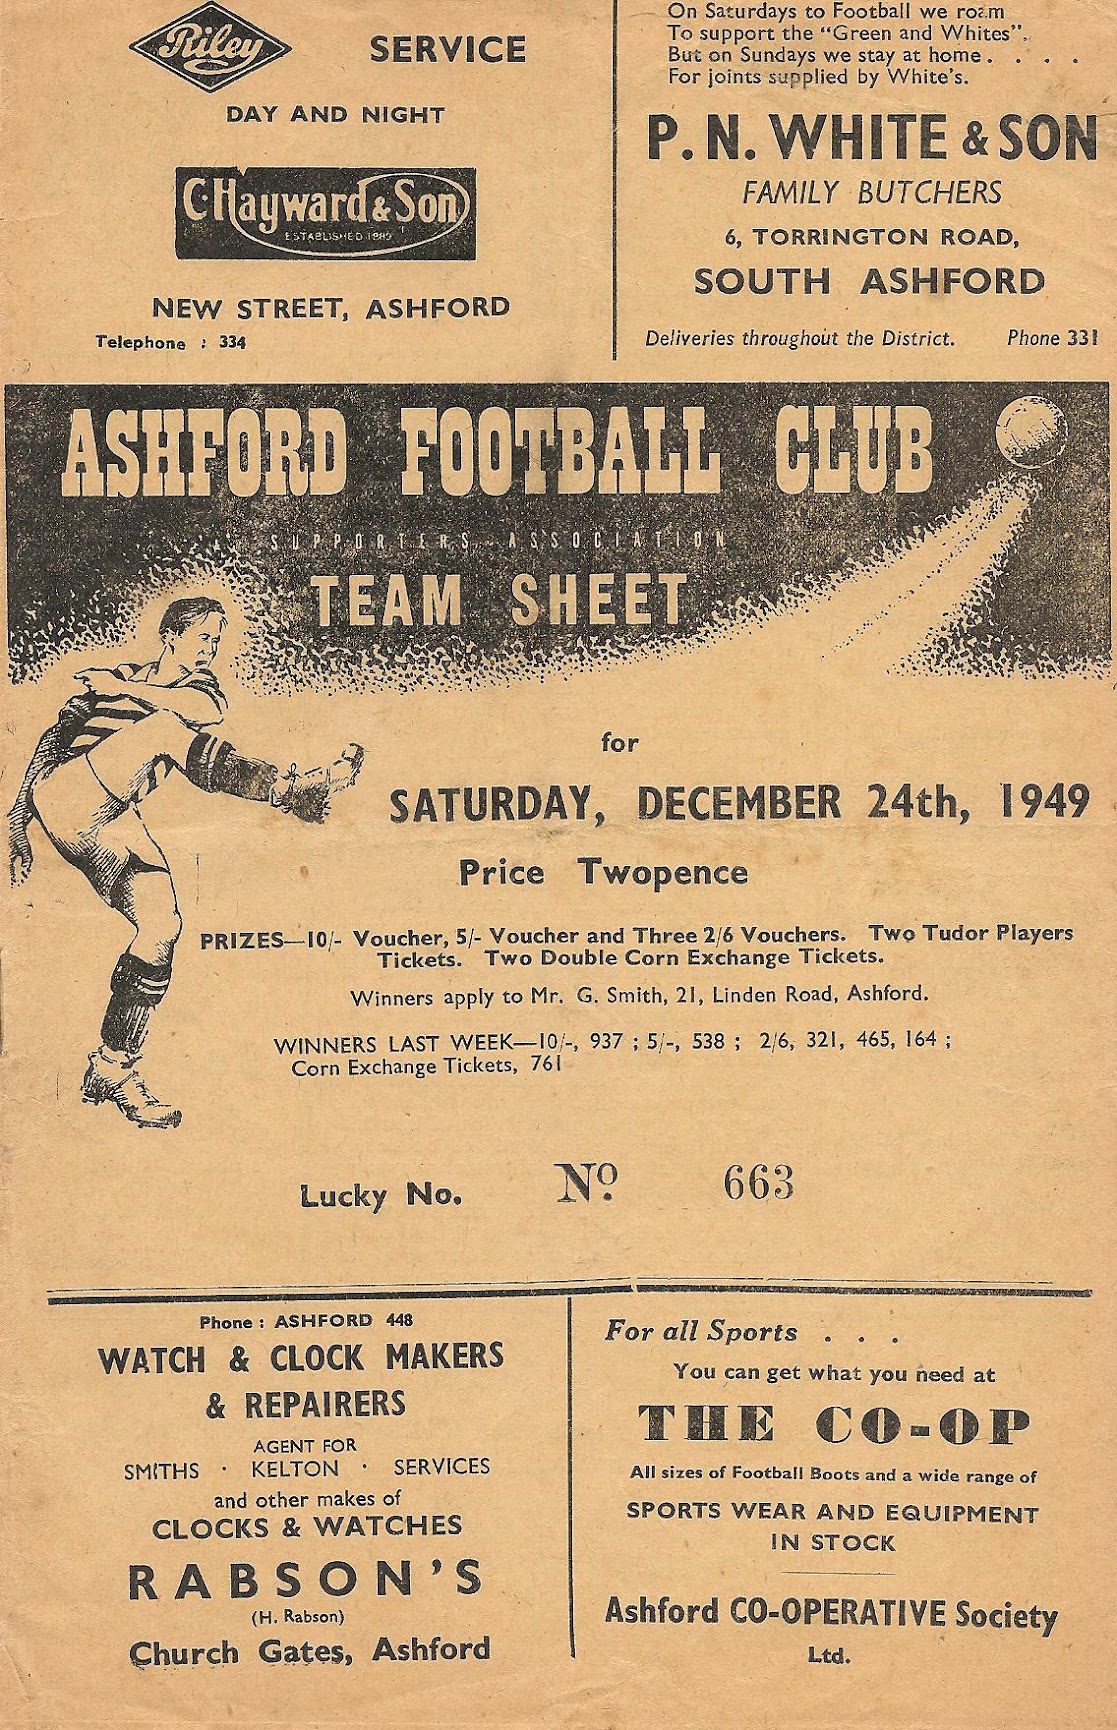 Riley
SERVICE
DAY AND NIGHT
C. Hayward & Son
ESTABLISHED 1889
NEW STREET, ASHFORD
Telephone : 334
On Saturdays to Football we roam
To support the “Green and Whites”.
But on Sundays we stay at home. . . .
For joints supplied by White's.
P. N. WHITE & SON
FAMILY BUTCHERS
6, TORRINGTON ROAD,
SOUTH ASHFORD
Deliveries throughout the District. Phone 331
ASHFORD FOOTBALL CLUB
SUPPORTERS ASSOCIATION
TEAM SHEET
for
SATURDAY, DECEMBER 24th, 1949
Price Twopence
PRIZES—10/- Voucher, 5/- Voucher and Three 2/6 Vouchers. Two Tudor Players
Tickets. Two Double Corn Exchange Tickets.
Winners apply to Mr. G. Smith, 21, Linden Road, Ashford.
WINNERS LAST WEEK—10/-, 937 ; 5/-, 538 ; 2/6, 321, 465, 164 ;
Corn Exchange Tickets, 761
Lucky No. Nº. 663
Phone : ASHFORD 448
WATCH & CLOCK MAKERS
& REPAIRERS
AGENT FOR
SMITHS · KELTON · SERVICES
and other makes of
CLOCKS & WATCHES
RABSON'S
(H. Rabson)
Church Gates, Ashford
For all Sports . . .
You can get what you need at
THE CO-OP
All sizes of Football Boots and a wide range of
SPORTS WEAR AND EQUIPMENT
IN STOCK
Ashford CO-OPERATIVE Society
Ltd.